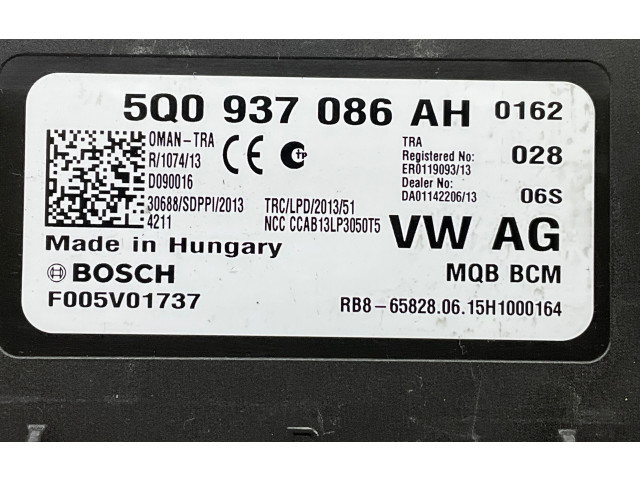 5Q0 937 086 AH 0162
OMAN-TRA
R/1074/13
D090016
TRA
Registered No:
ER0119093/13
Dealer No:
DA01142206/13
028
06S
30688/SDPPI/2013
4211
TRC/LPD/2013/51
NCC CCAB13LP3050T5
CE
TP
Made in Hungary
VW AG
BOSCH
MQB BCM
F005V01737
RB8-65828.06.15H1000164